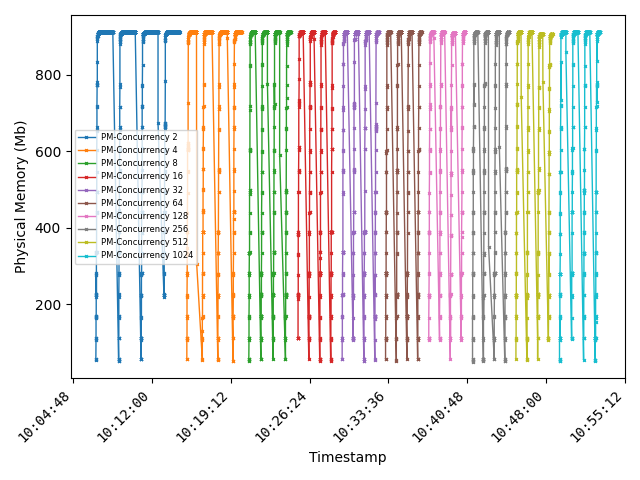 Physical Memory (Mb)
800
600
400
200
PM-Concurrency 2
PM-Concurrency 4
PM-Concurrency 8
PM-Concurrency 16
PM-Concurrency 32
PM-Concurrency 64
PM-Concurrency 128
PM-Concurrency 256
PM-Concurrency 512
PM-Concurrency 1024
10:04:48
10:12:00
10:19:12
10:26:24
10:33:36
10:40:48
10:48:00
10:55:12
Timestamp